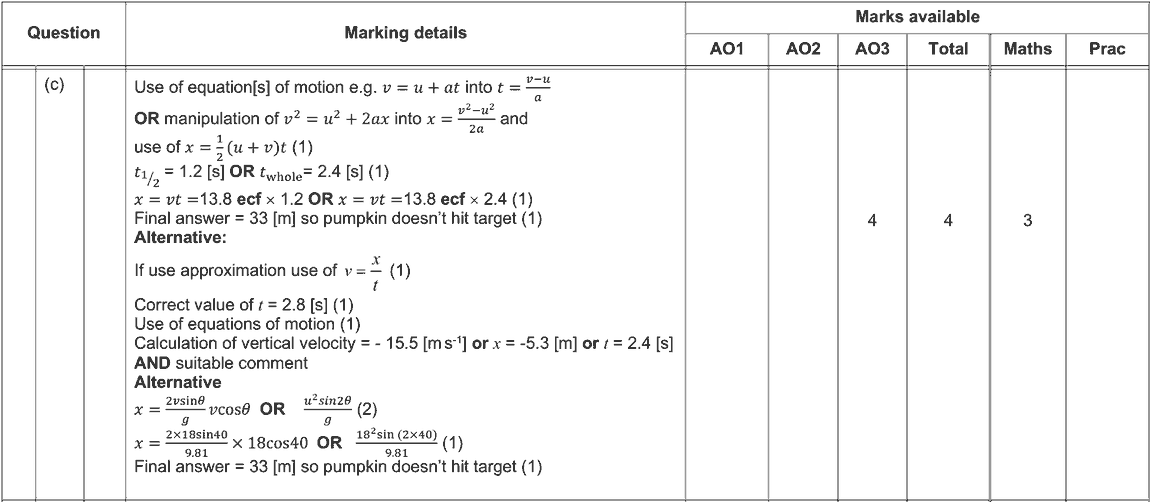 Question Marking details Marks available
AO1 AO2 AO3 Total Maths Prac
(c) Use of equation[s] of motion e.g. 𝑣 = 𝑢 + 𝑎𝑡 into 𝑡 = (𝑣−𝑢)/𝑎
OR manipulation of 𝑣² = 𝑢² + 2𝑎𝑥 into 𝑥 = (𝑣²−𝑢²)/2𝑎 and
use of 𝑥 = 1/2 (𝑢 + 𝑣)𝑡 (1)
𝑡1/2 = 1.2 [s] OR 𝑡whole = 2.4 [s] (1)
𝑥 = 𝑣𝑡 =13.8 ecf × 1.2 OR 𝑥 = 𝑣𝑡 =13.8 ecf × 2.4 (1)
Final answer = 33 [m] so pumpkin doesn't hit target (1) 4 4 3
Alternative:
If use approximation use of v = x/t (1)
Correct value of t = 2.8 [s] (1)
Use of equations of motion (1)
Calculation of vertical velocity = - 15.5 [m s⁻¹] or x = -5.3 [m] or t = 2.4 [s]
AND suitable comment
Alternative
𝑥 = 2𝑣sin𝜃/𝑔 𝑣cos𝜃 OR 𝑢²𝑠𝑖𝑛2𝜃/𝑔 (2)
𝑥 = 2×18sin40/9.81 × 18cos40 OR 18²sin (2×40)/9.81 (1)
Final answer = 33 [m] so pumpkin doesn't hit target (1)